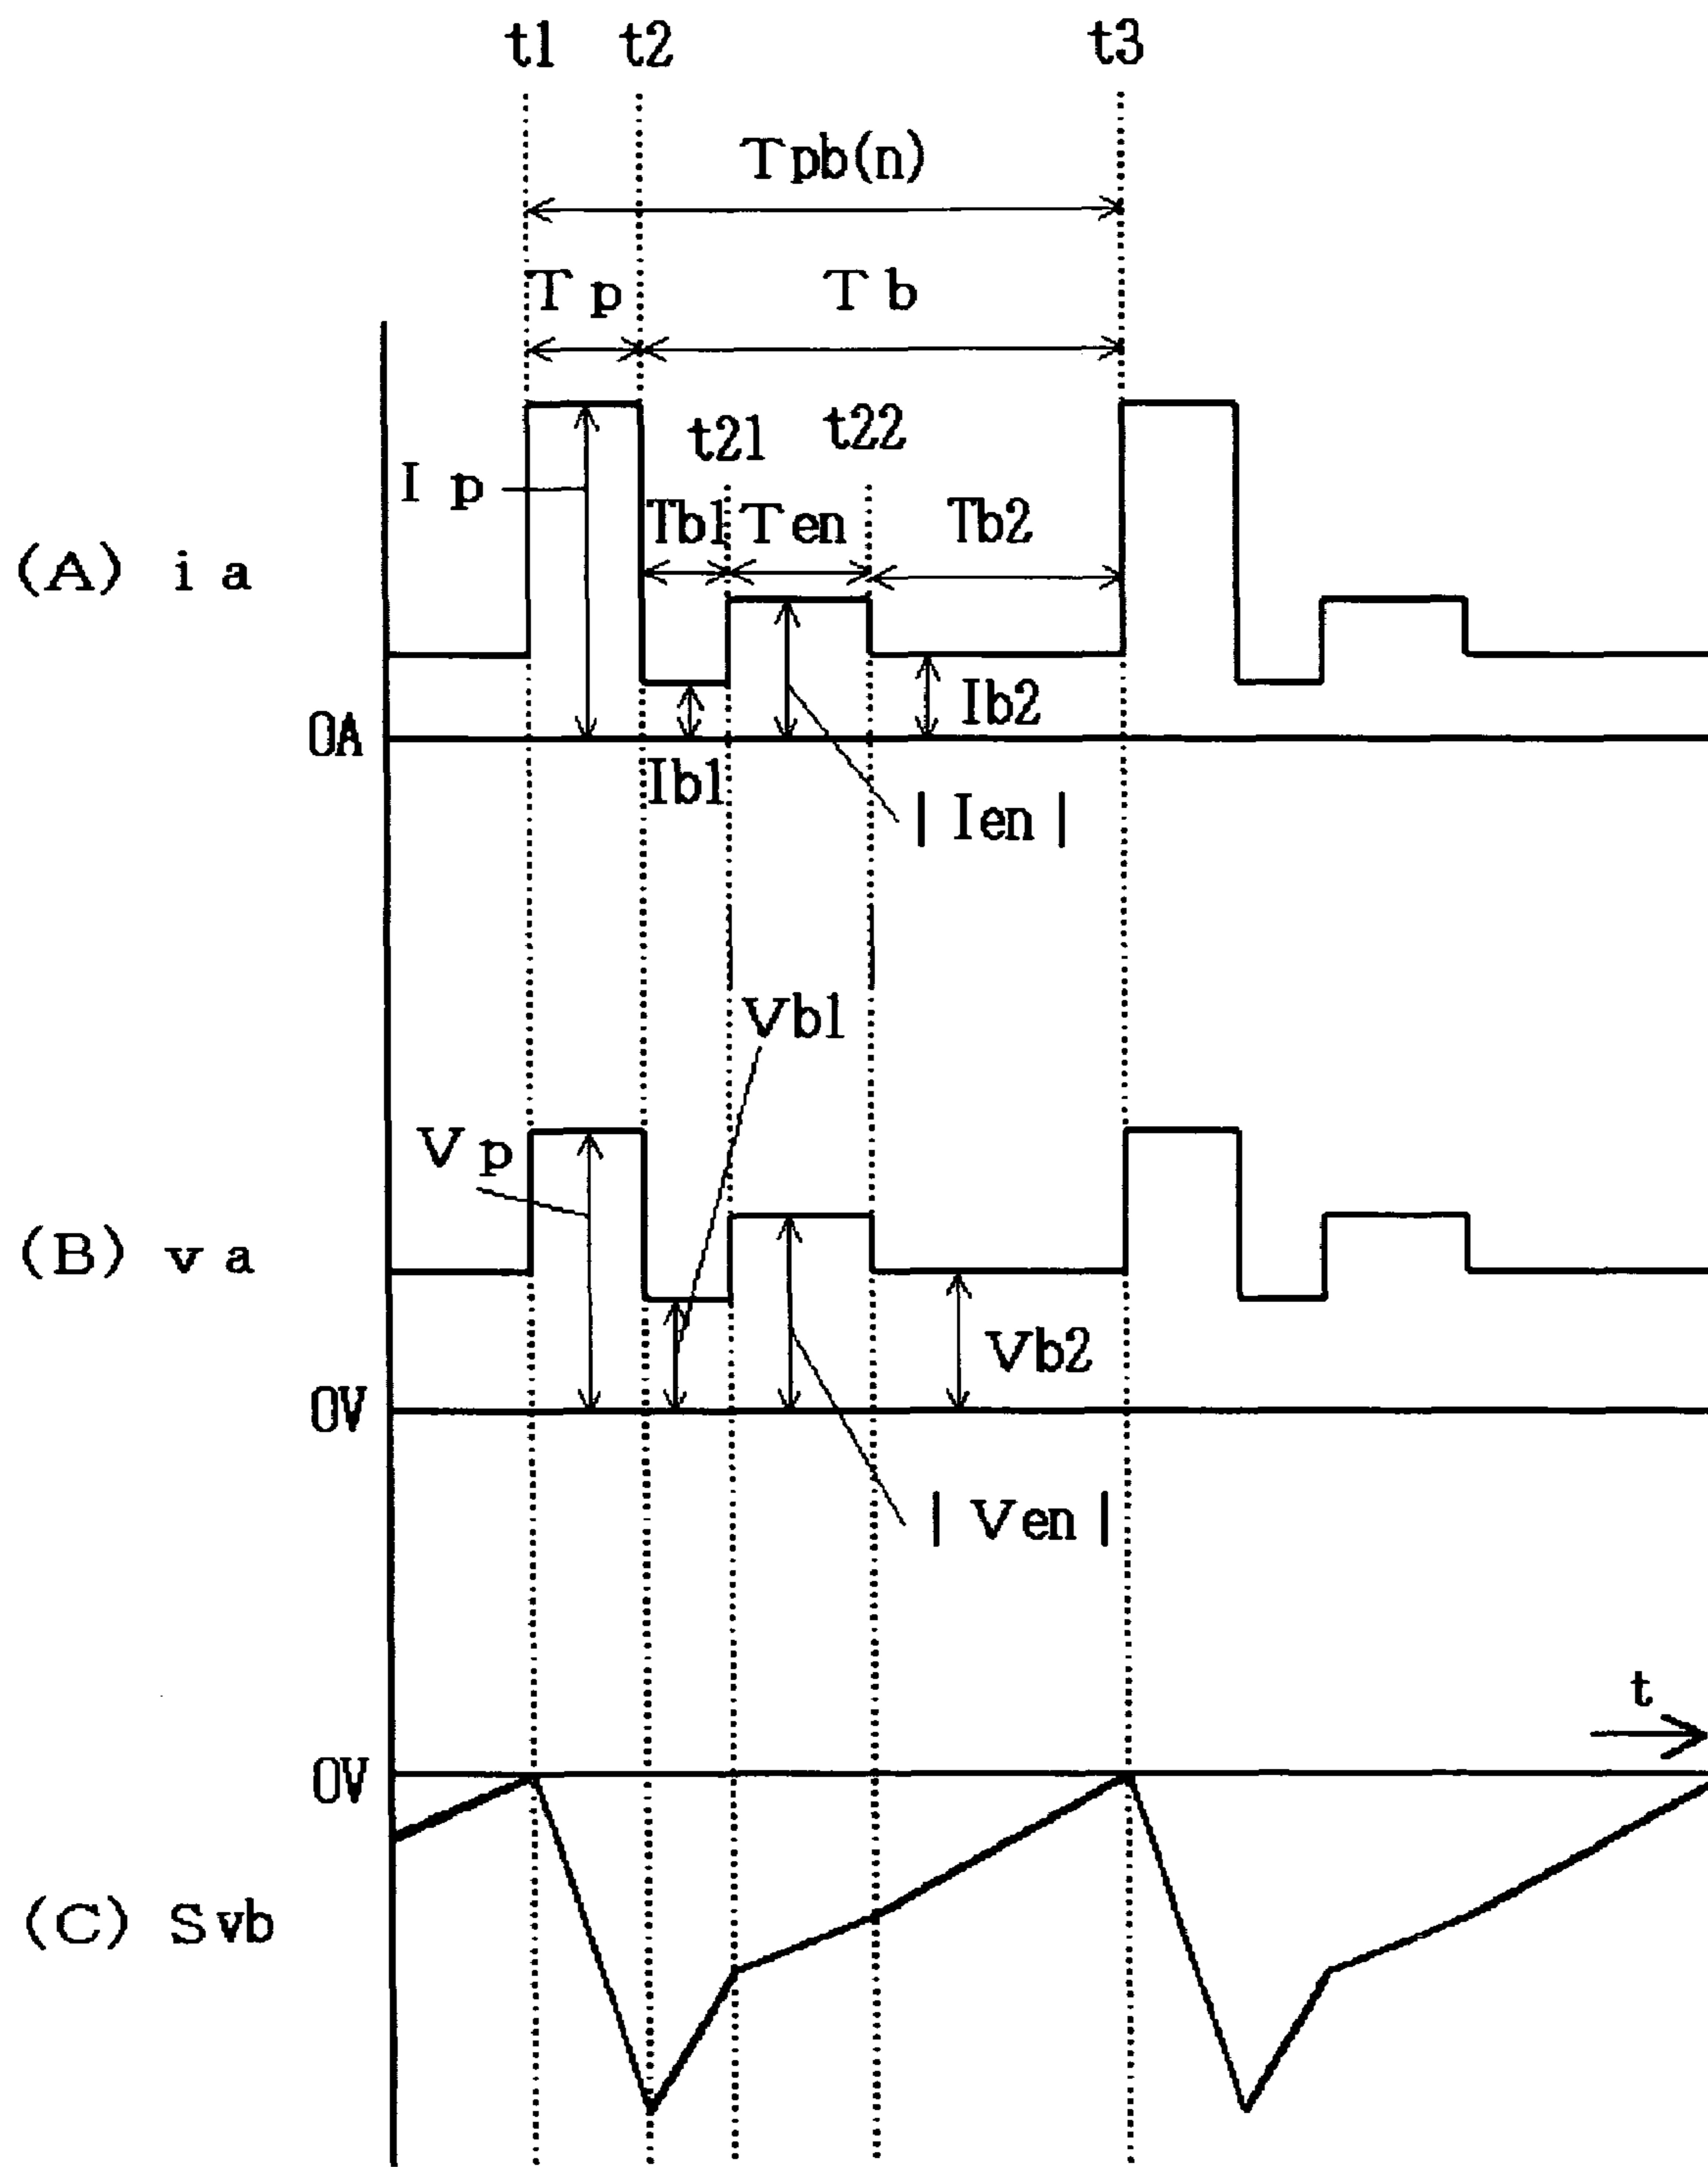 t1 t2 t3
Tpb(n)
Tp Tb
t21 t22
Ip
Tb1 Ten Tb2
(A) ia
Ib2
0A
Ib1
|Ien|
Vb1
Vp
(B) va
Vb2
0V
|Ven|
t
0V
(C) Svb